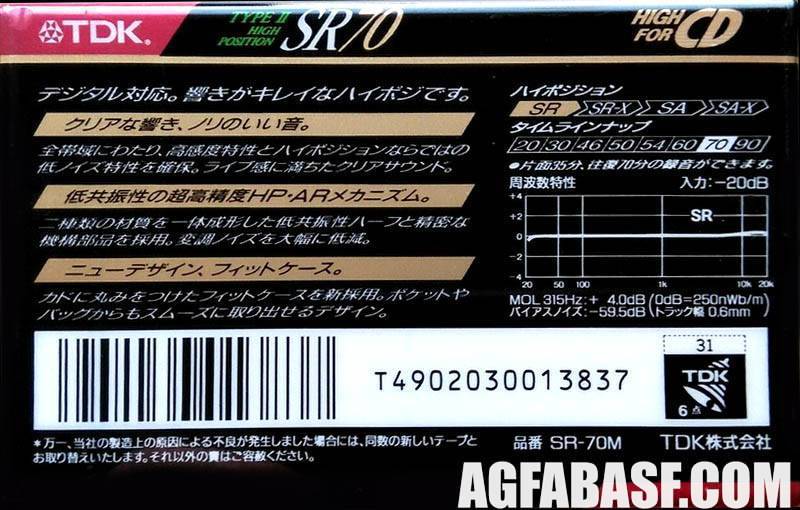 TDK
TYPE II
HIGH
POSITION
SR70
HIGH
FOR CD
デジタル対応。響きがキレイなハイポジです。
クリアな響き、ノリのいい音。
全帯域にわたり、高感度特性とハイポジションならではの
低ノイズ特性を確保。ライブ感に満ちたクリアサウンド。
低共振性の超高精度HP・ARメカニズム。
二種類の材質を一体成形した低共振性ハーフと精密な
機構部品を採用。変調ノイズを大幅に低減。
ニューデザイン、フィットケース。
カドに丸みをつけたフィットケースを新採用。ポケットや
バッグからもスムーズに取り出せるデザイン。
ハイポジション
SR SR-X SA SA-X
タイムラインナップ
20 30 46 50 54 60 70 90
●片面35分、往復70分の録音ができます。
周波数特性 入力:-20dB
+4
+2
0
-2
-4
SR
20 50 100 1k 10k 20k
MOL 315Hz:+ 4.0dB (0dB=250nWb/m)
バイアスノイズ:-59.5dB (トラック幅 0.6mm)
T4902030013837
31
TDK
6点
*万一、当社の製造上の原因による不良が発生しました場合には、同数の新しいテープと
お取り替えいたします。それ以外の責はご容赦ください。
品番 SR-70M TDK株式会社
AGFABASF.COM